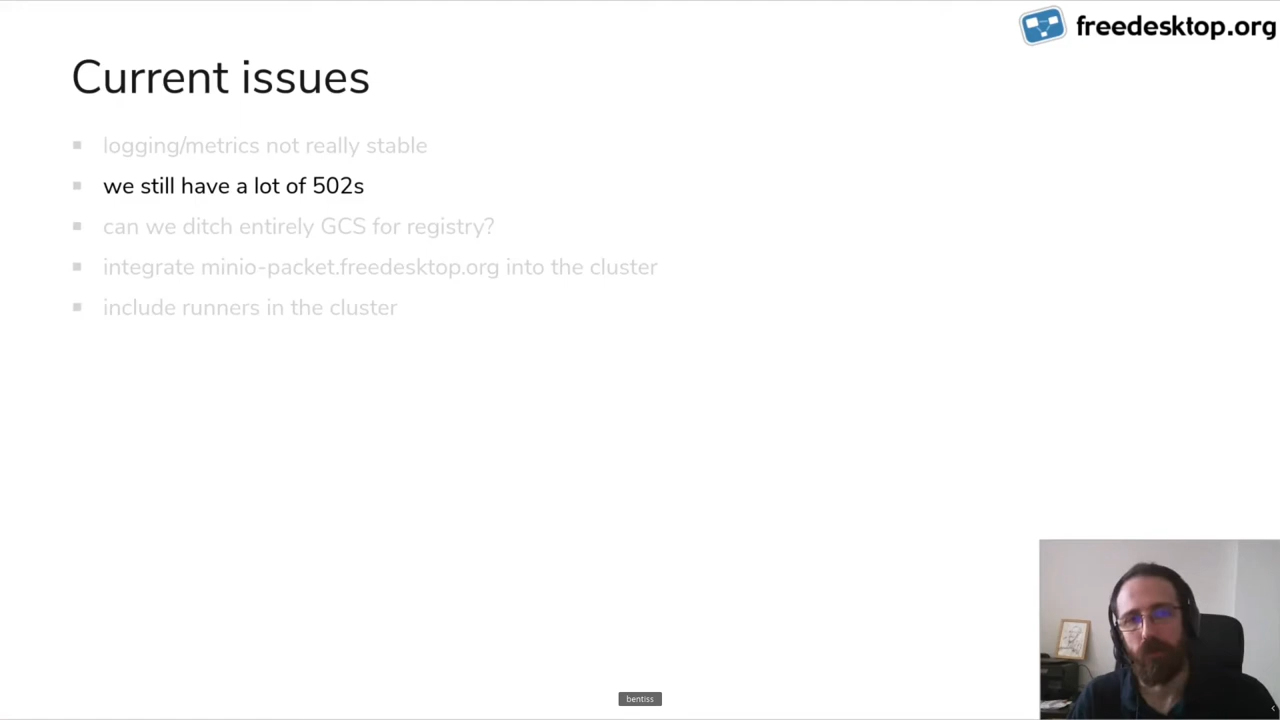 freedesktop.org
Current issues
logging/metrics not really stable
we still have a lot of 502s
can we ditch entirely GCS for registry?
integrate minio-packet.freedesktop.org into the cluster
include runners in the cluster
bentiss